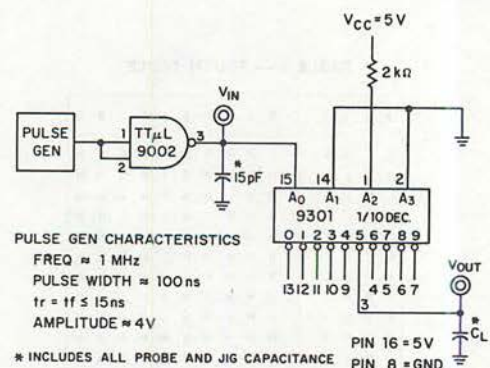 V CC = 5 V
2 kΩ
V IN
PULSE
GEN
1
2
TTμL
9002
3
*
15pF
15 14 1 2
A0 A1 A2 A3
9301 1/10 DEC.
0 1 2 3 4 5 6 7 8 9
13 12 11 10 9 4 5 6 7
3
VOUT
*
CL
PULSE GEN CHARACTERISTICS
FREQ ≈ 1 MHz
PULSE WIDTH ≈ 100 ns
tr = tf ≤ 15 ns
AMPLITUDE ≈ 4V
* INCLUDES ALL PROBE AND JIG CAPACITANCE
PIN 16 = 5V
PIN 8 = GND